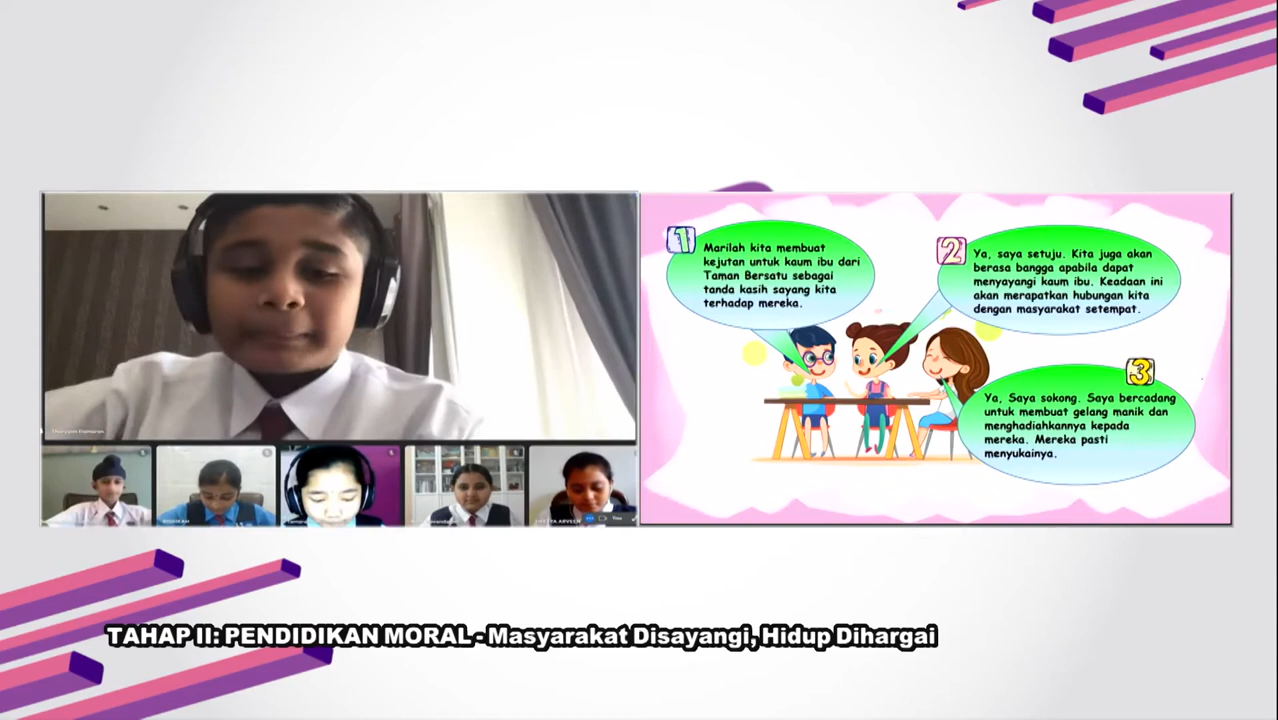 1
Marilah kita membuat
kejutan untuk kaum ibu dari
Taman Bersatu sebagai
tanda kasih sayang kita
terhadap mereka.
2
Ya, saya setuju. Kita juga akan
berasa bangga apabila dapat
menyayangi kaum ibu. Keadaan ini
akan merapatkan hubungan kita
dengan masyarakat setempat.
3
Ya, Saya sokong. Saya bercadang
untuk membuat gelang manik dan
menghadiahkannya kepada
mereka. Mereka pasti
menyukainya.
TAHAP II: PENDIDIKAN MORAL - Masyarakat Disayangi, Hidup Dihargai